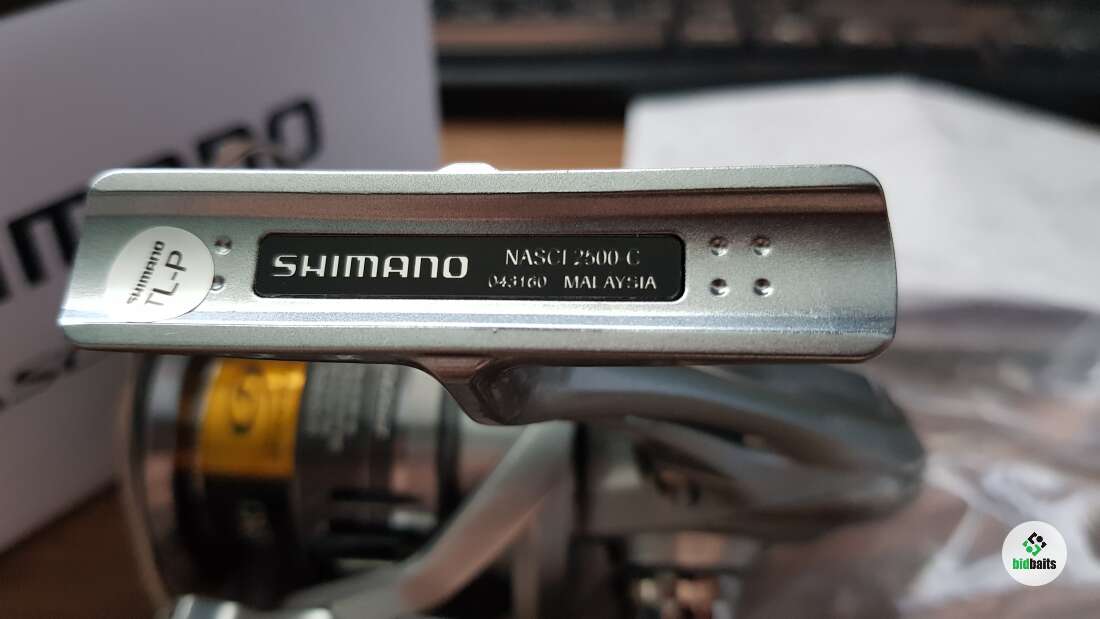 SHIMANO
TL-P
SHIMANO
NASCI 2500 C
043160 MALAYSIA
bidbaits